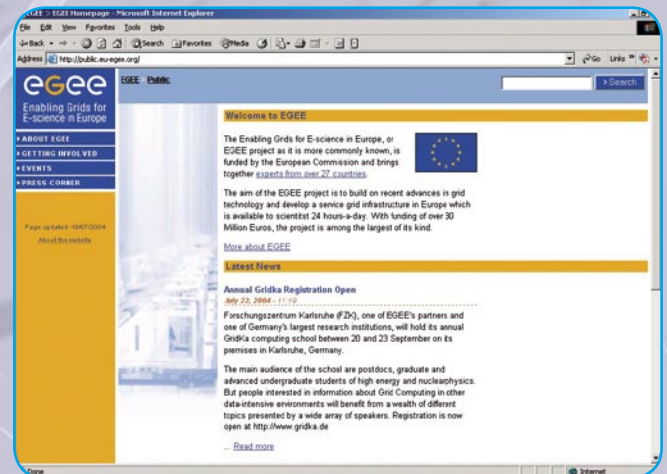 EGEE > EGEE Homepage - Microsoft Internet Explorer
File Edit View Favorites Tools Help
Back Search Favorites Media
Address http://public.eu-egee.org/ Go Links »
egee
Enabling Grids for
E-science in Europe
EGEE > Public
> Search
ABOUT EGEE
GETTING INVOLVED
EVENTS
PRESS CORNER
Page updated 19/07/2004
About the website
Welcome to EGEE
The Enabling Grids for E-science in Europe, or
EGEE project as it is more commonly known, is
funded by the European Commission and brings
together experts from over 27 countries.
The aim of the EGEE project is to build on recent advances in grid
technology and develop a service grid infrastructure in Europe which
is available to scientitst 24 hours-a-day. With funding of over 30
Million Euros, the project is among the largest of its kind.
More about EGEE
Latest News
Annual Gridka Registration Open
July 22, 2004 - 11:19
Forschungszentrum Karlsruhe (FZK), one of EGEE's partners and
one of Germany's largest research institutions, will hold its annual
GridKa computing school between 20 and 23 September on its
premises in Karlsruhe, Germany.
The main audience of the school are postdocs, graduate and
advanced undergraduate students of high energy and nuclearphysics.
But people interested in information about Grid Computing in other
data-intensive environments will benefit from a wealth of different
topics presented by a wide array of speakers. Registration is now
open at http://www.gridka.de
... Read more
Done Internet